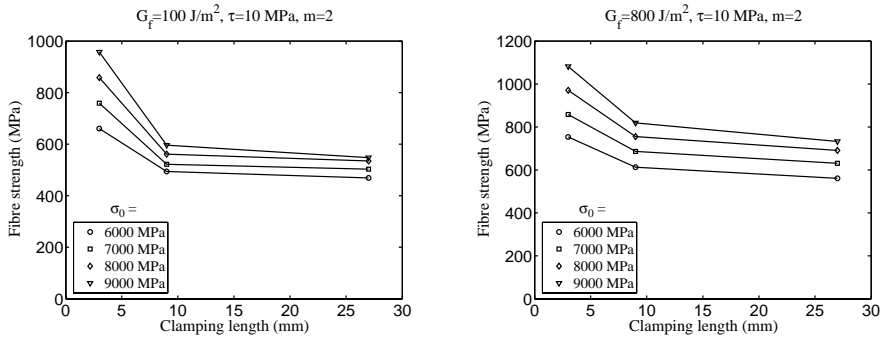 G_f=100 J/m², τ=10 MPa, m=2
1000
800
600
400
200
0
Fibre strength (MPa)
σ₀ =
6000 MPa
7000 MPa
8000 MPa
9000 MPa
0 5 10 15 20 25 30
Clamping length (mm)
G_f=800 J/m², τ=10 MPa, m=2
1200
1000
800
600
400
200
0
Fibre strength (MPa)
σ₀ =
6000 MPa
7000 MPa
8000 MPa
9000 MPa
0 5 10 15 20 25 30
Clamping length (mm)